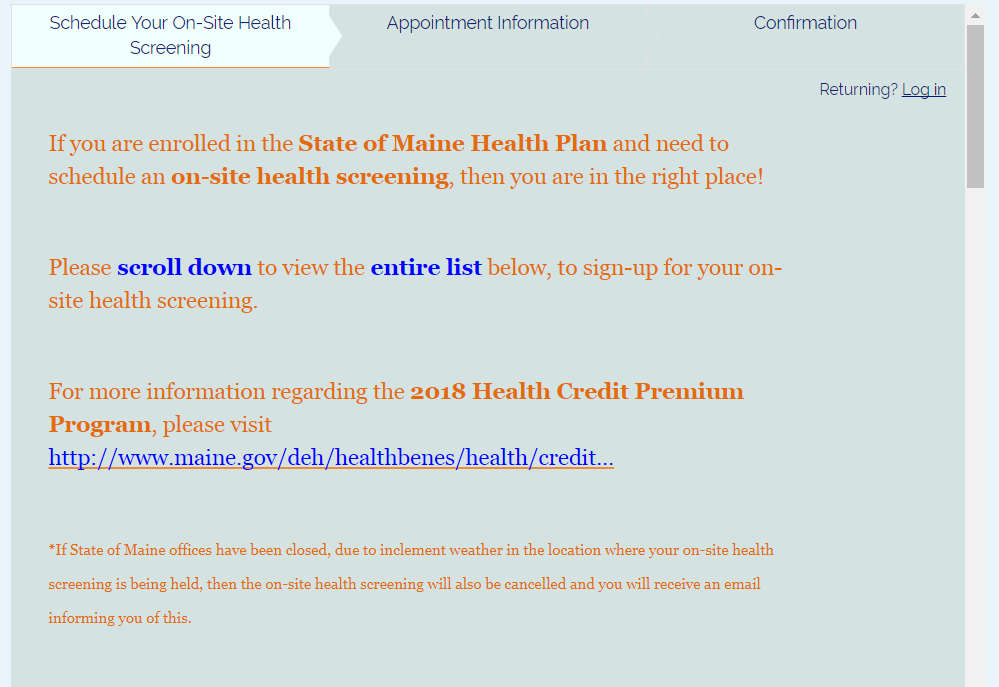 Schedule Your On-Site Health
Screening
Appointment Information
Confirmation
Returning? Log in
If you are enrolled in the State of Maine Health Plan and need to
schedule an on-site health screening, then you are in the right place!
Please scroll down to view the entire list below, to sign-up for your on-
site health screening.
For more information regarding the 2018 Health Credit Premium
Program, please visit
http://www.maine.gov/deh/healthbenes/health/credit...
*If State of Maine offices have been closed, due to inclement weather in the location where your on-site health
screening is being held, then the on-site health screening will also be cancelled and you will receive an email
informing you of this.